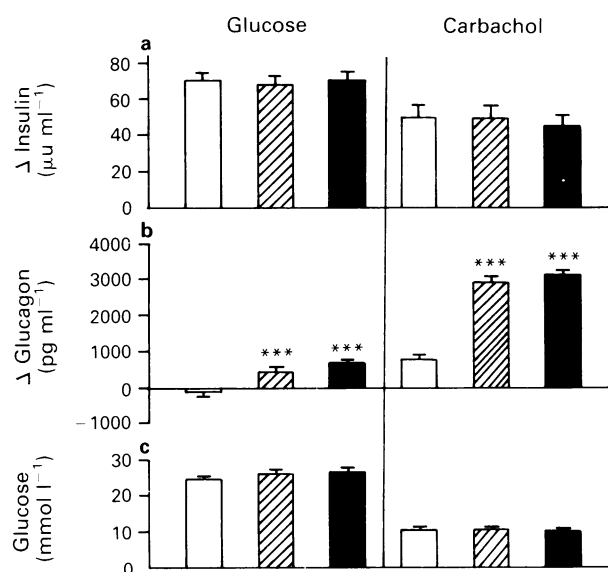 Glucose Carbachol
a
80
60
40
20
0
Δ Insulin
(μu ml⁻¹)
b
4000
3000
2000
1000
0
−1000
Δ Glucagon
(pg ml⁻¹)
*** ***
*** ***
c
30
20
10
0
Glucose
(mmol l⁻¹)